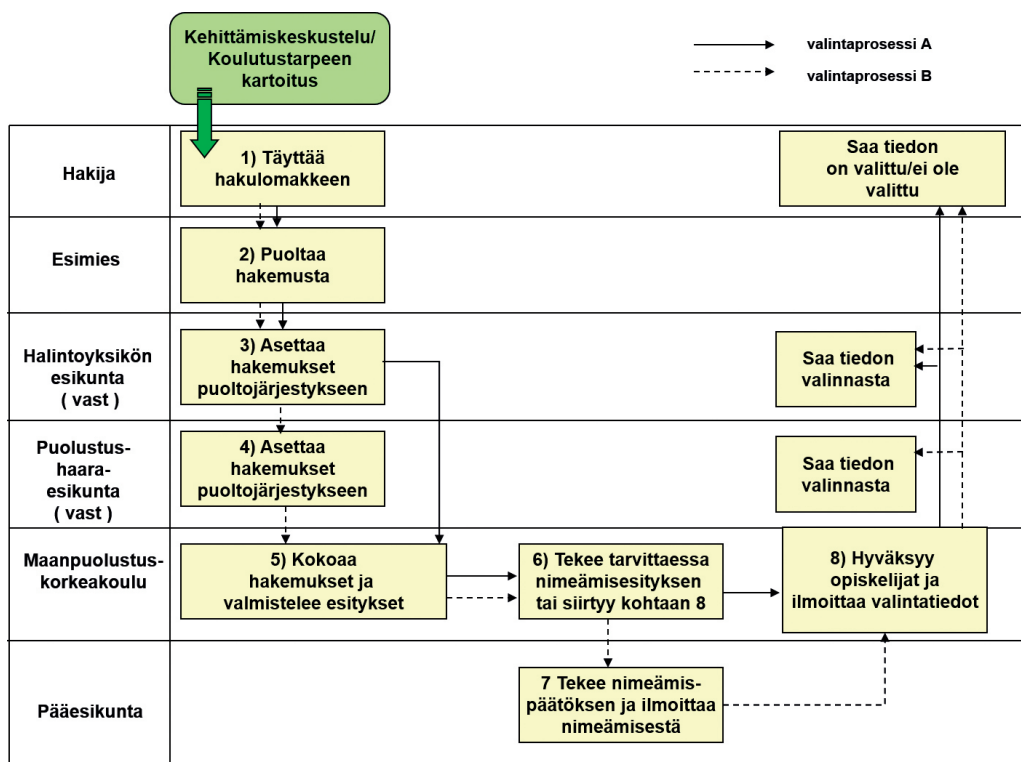 Kehittämiskeskustelu/
Koulutustarpeen
kartoitus
valintaprosessi A
valintaprosessi B
Hakija
1) Täyttää
hakulomakkeen
Saa tiedon
on valittu/ei ole
valittu
Esimies
2) Puoltaa
hakemusta
Halintoyksikön
esikunta
( vast )
3) Asettaa
hakemukset
puoltojärjestykseen
Saa tiedon
valinnasta
Puolustus-
haara-
esikunta
( vast )
4) Asettaa
hakemukset
puoltojärjestykseen
Saa tiedon
valinnasta
Maanpuolustus-
korkeakoulu
5) Kokoaa
hakemukset ja
valmistelee esitykset
6) Tekee tarvittaessa
nimeämisesityksen
tai siirtyy kohtaan 8
8) Hyväksyy
opiskelijat ja
ilmoittaa valintatiedot
Pääesikunta
7 Tekee nimeämis-
päätöksen ja ilmoittaa
nimeämisestä